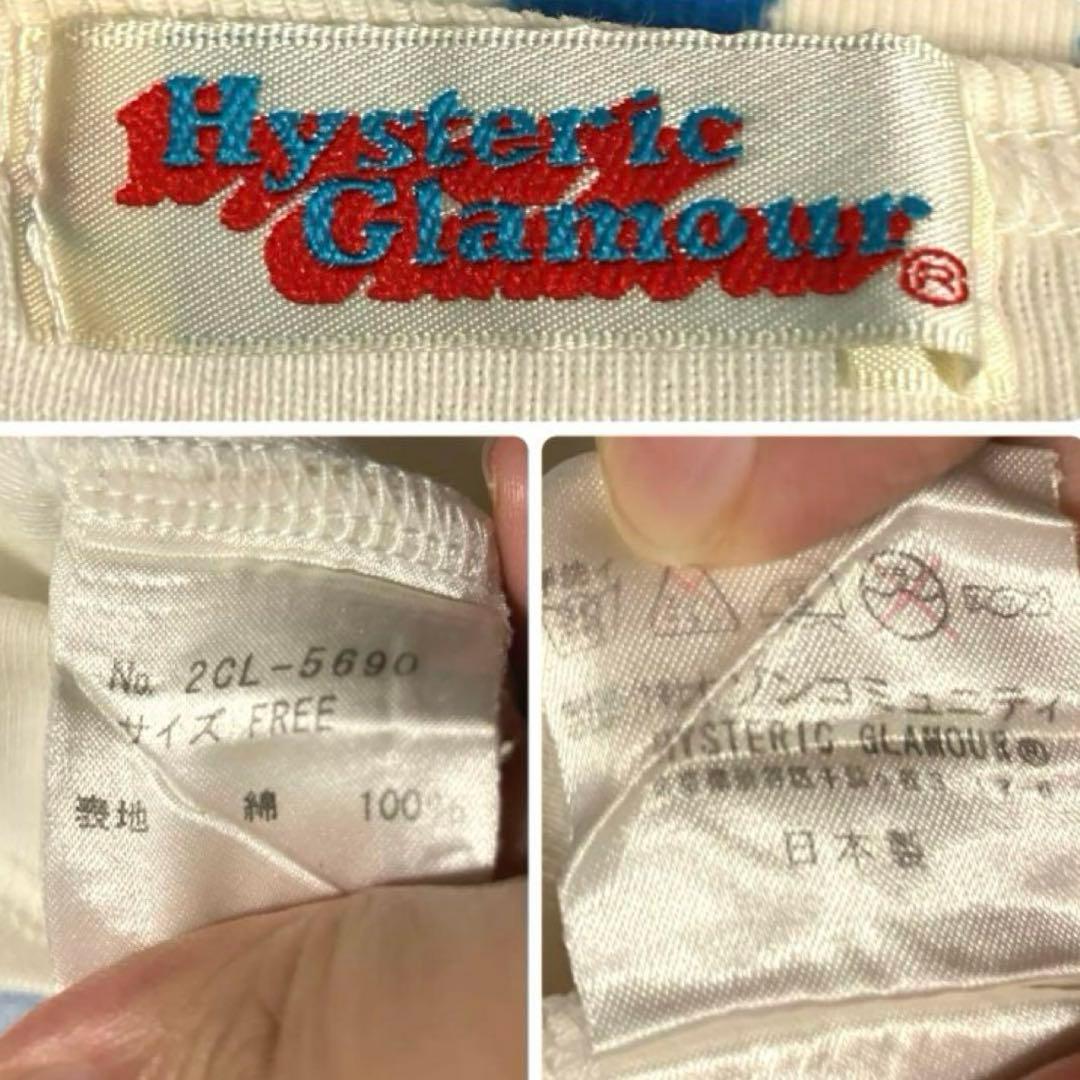 Hysteric
Glamour
®
No. 2CL-5690
サイズ FREE
表地 綿 100%
ゾンコミュニティ
HYSTERIC GLAMOUR®
日本製